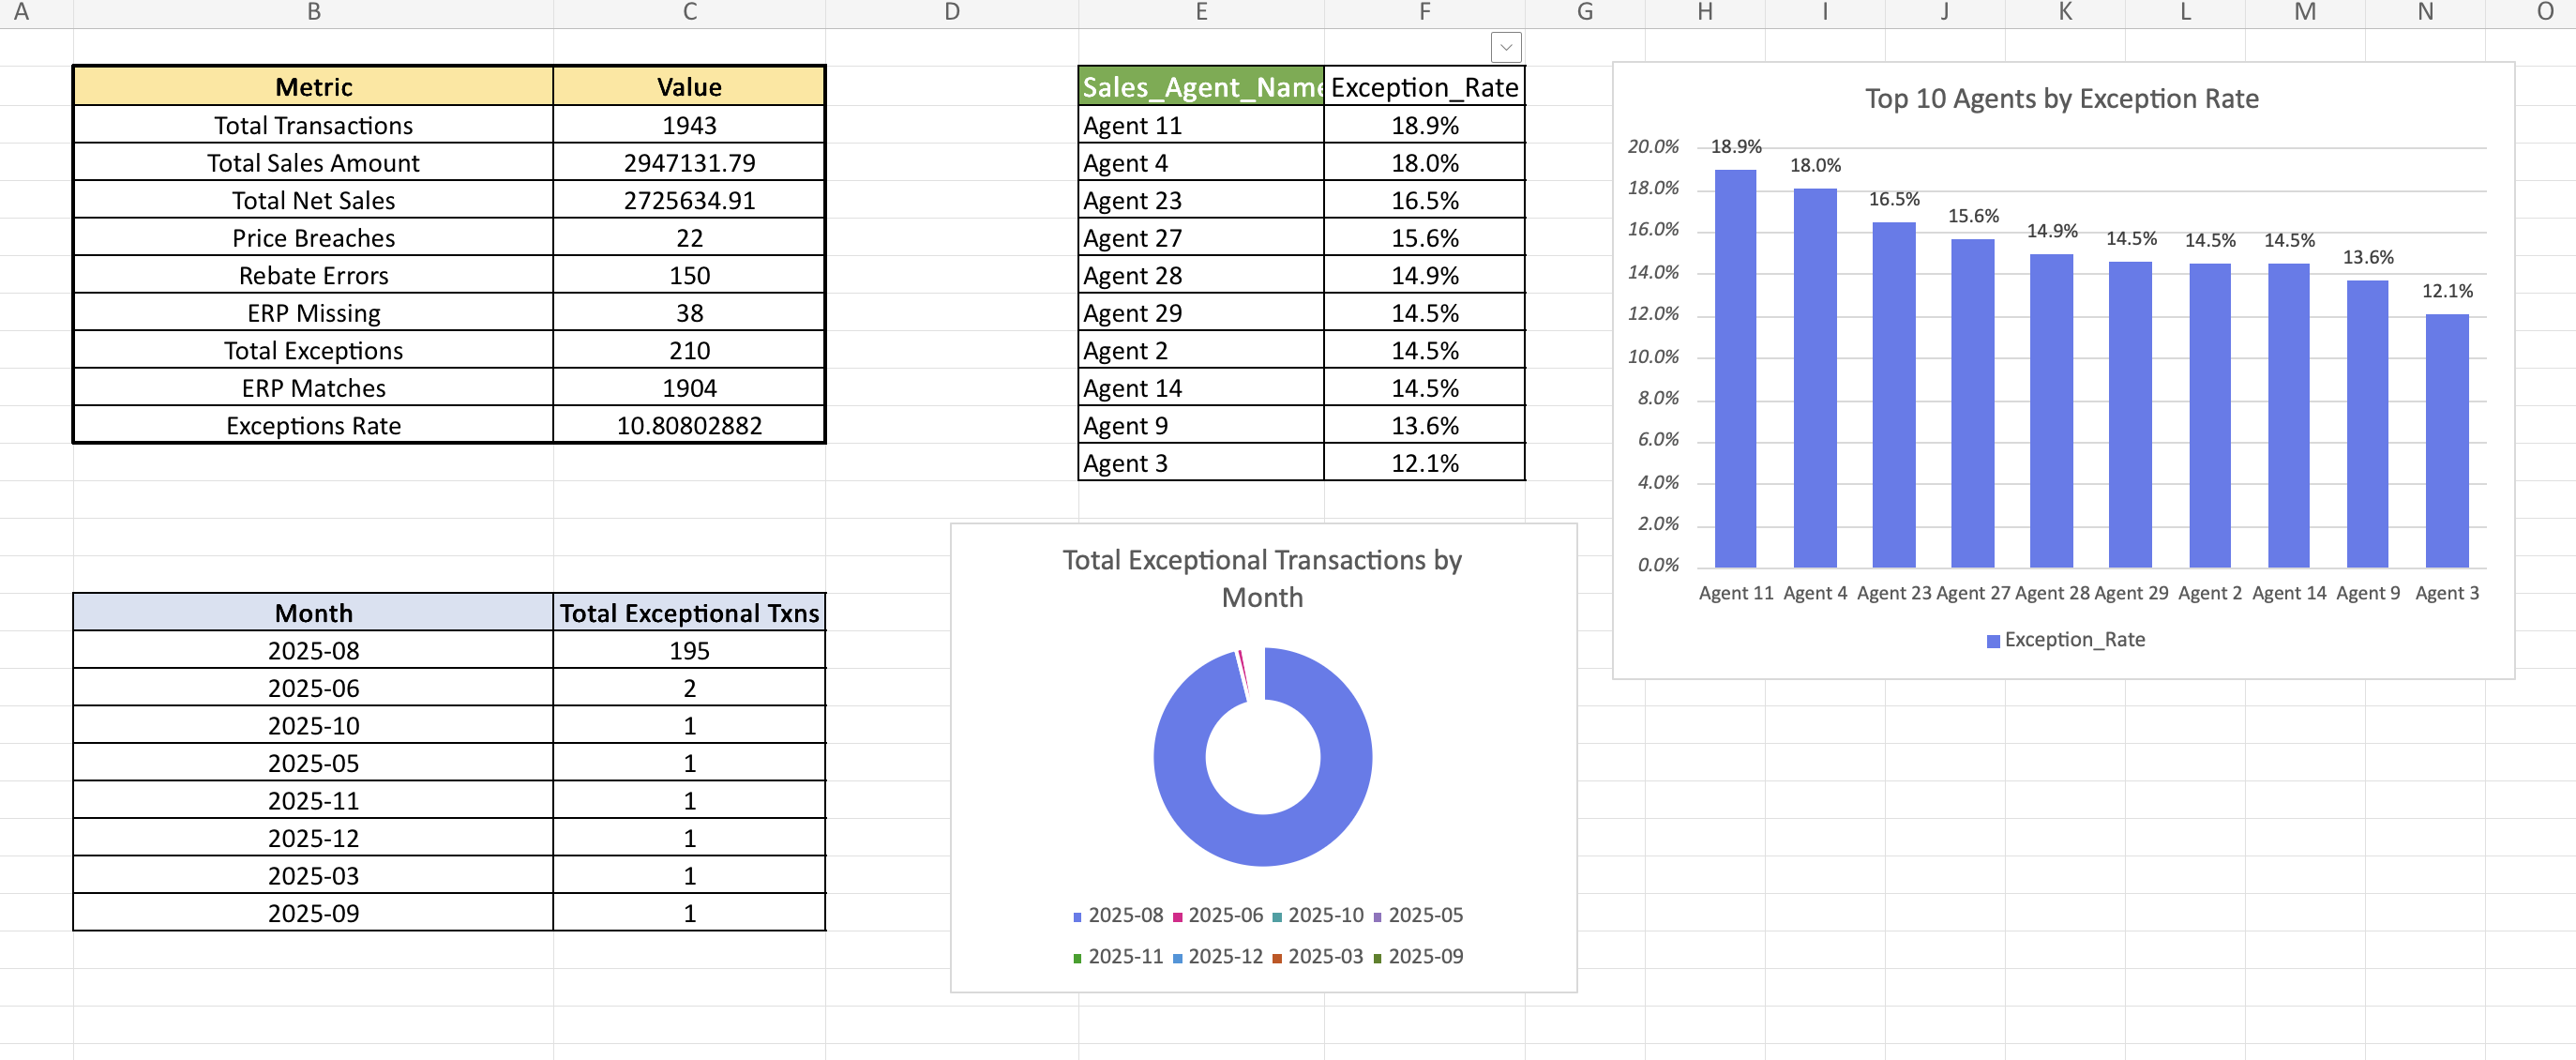 A B C D E F G H I J K L M N O
Metric Value
Total Transactions 1943
Total Sales Amount 2947131.79
Total Net Sales 2725634.91
Price Breaches 22
Rebate Errors 150
ERP Missing 38
Total Exceptions 210
ERP Matches 1904
Exceptions Rate 10.80802882
Sales_Agent_Name Exception_Rate
Agent 11 18.9%
Agent 4 18.0%
Agent 23 16.5%
Agent 27 15.6%
Agent 28 14.9%
Agent 29 14.5%
Agent 2 14.5%
Agent 14 14.5%
Agent 9 13.6%
Agent 3 12.1%
Top 10 Agents by Exception Rate
20.0%
18.0%
16.0%
14.0%
12.0%
10.0%
8.0%
6.0%
4.0%
2.0%
0.0%
18.9% 18.0% 16.5% 15.6% 14.9% 14.5% 14.5% 14.5% 13.6% 12.1%
Agent 11 Agent 4 Agent 23 Agent 27 Agent 28 Agent 29 Agent 2 Agent 14 Agent 9 Agent 3
Exception_Rate
Month Total Exceptional Txns
2025-08 195
2025-06 2
2025-10 1
2025-05 1
2025-11 1
2025-12 1
2025-03 1
2025-09 1
Total Exceptional Transactions by
Month
2025-08 2025-06 2025-10 2025-05
2025-11 2025-12 2025-03 2025-09